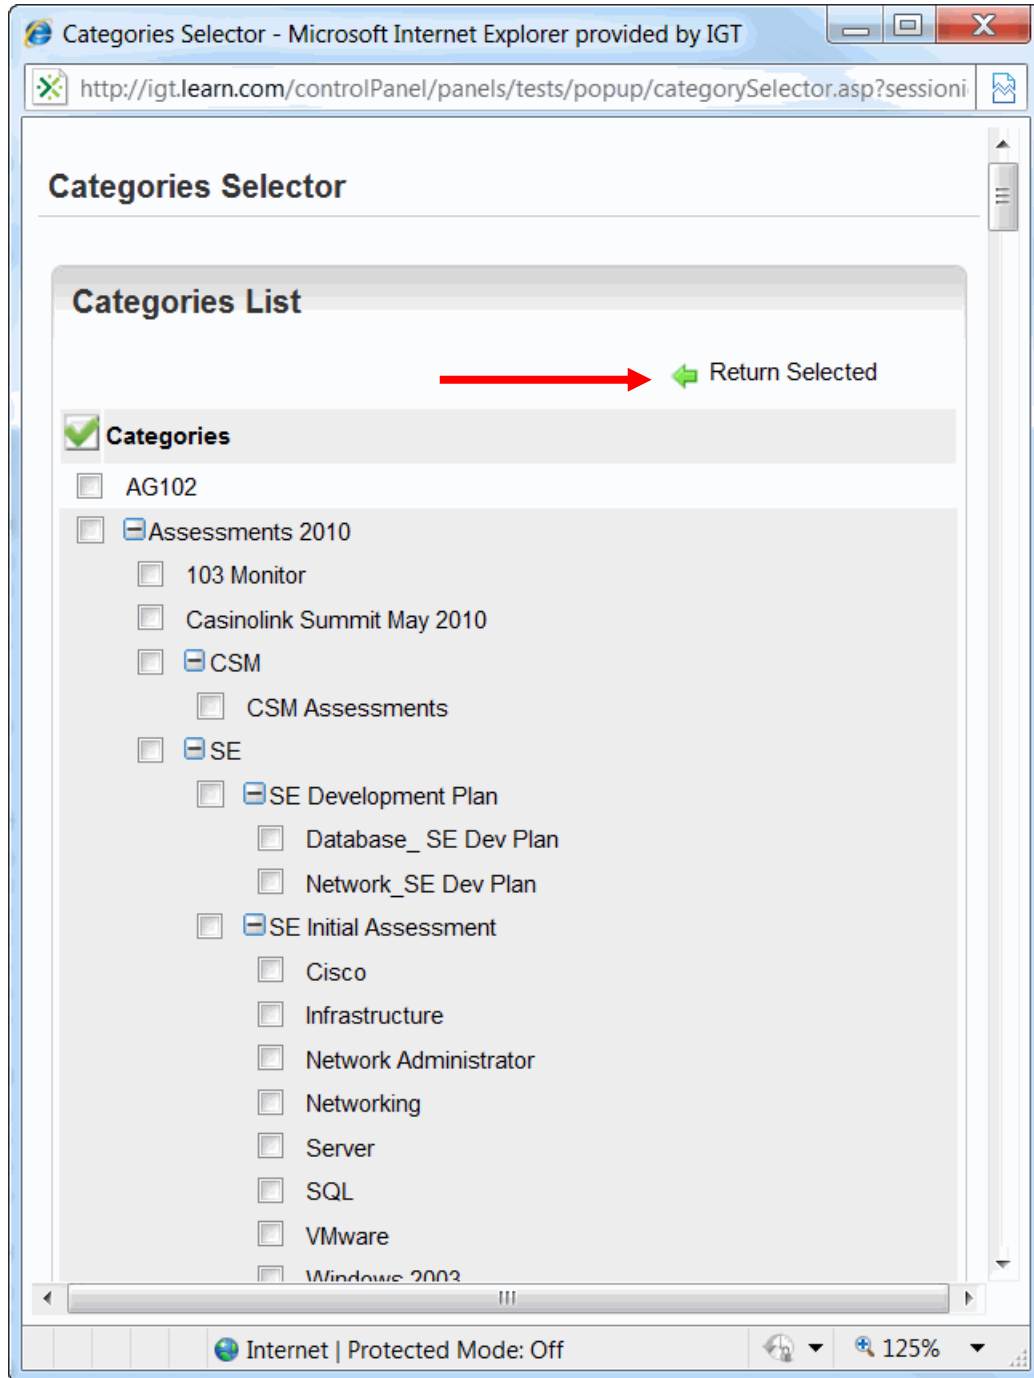 Categories Selector - Microsoft Internet Explorer provided by IGT
http://igt.learn.com/controlPanel/panels/tests/popup/categorySelector.asp?sessioni
Categories Selector
Categories List
Return Selected
Categories
AG102
Assessments 2010
103 Monitor
Casinolink Summit May 2010
CSM
CSM Assessments
SE
SE Development Plan
Database_ SE Dev Plan
Network_SE Dev Plan
SE Initial Assessment
Cisco
Infrastructure
Network Administrator
Networking
Server
SQL
VMware
Windows 2003
Internet | Protected Mode: Off
125%